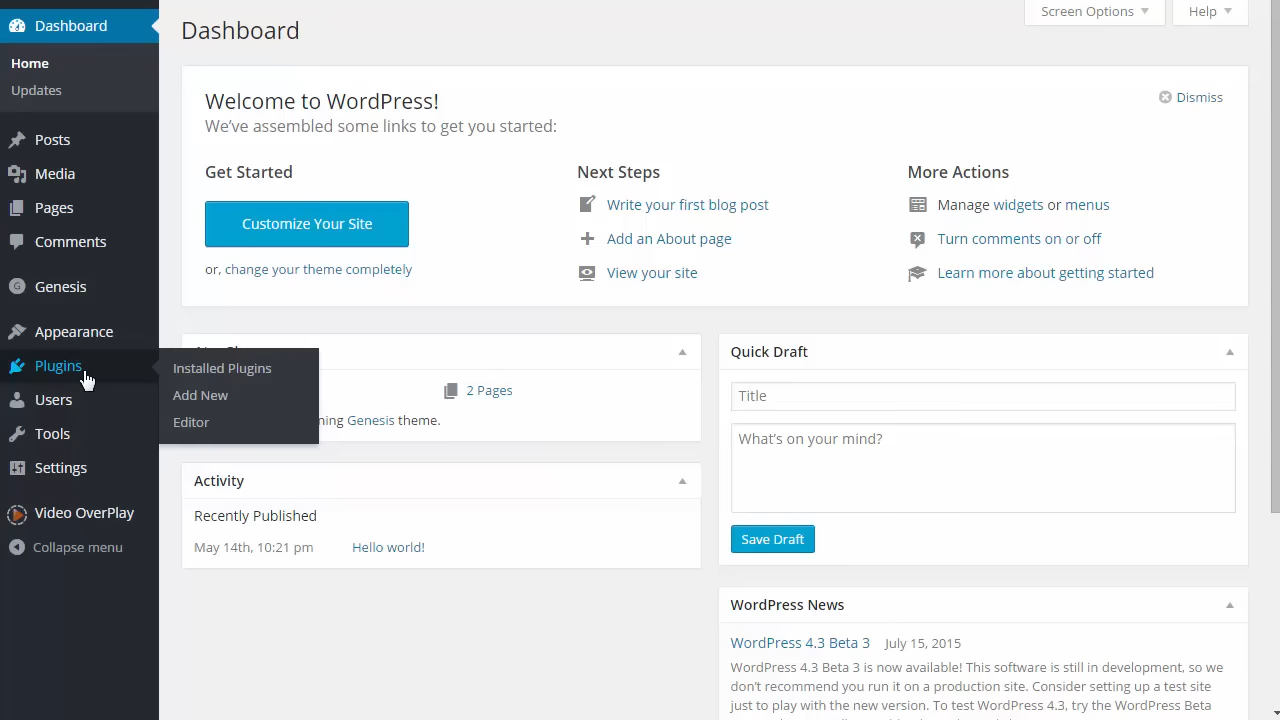 Dashboard
Home
Updates
Posts
Media
Pages
Comments
Genesis
Appearance
Plugins
Users
Tools
Settings
Video OverPlay
Collapse menu
Installed Plugins
Add New
Editor
Screen Options
Help
Dashboard
Welcome to WordPress!
We've assembled some links to get you started:
Dismiss
Get Started
Customize Your Site
or, change your theme completely
Next Steps
Write your first blog post
Add an About page
View your site
More Actions
Manage widgets or menus
Turn comments on or off
Learn more about getting started
2 Pages
Genesis theme.
Activity
Recently Published
May 14th, 10:21 pm Hello world!
Quick Draft
Title
What's on your mind?
Save Draft
WordPress News
WordPress 4.3 Beta 3 July 15, 2015
WordPress 4.3 Beta 3 is now available! This software is still in development, so we
don't recommend you run it on a production site. Consider setting up a test site
just to play with the new version. To test WordPress 4.3, try the WordPress Beta